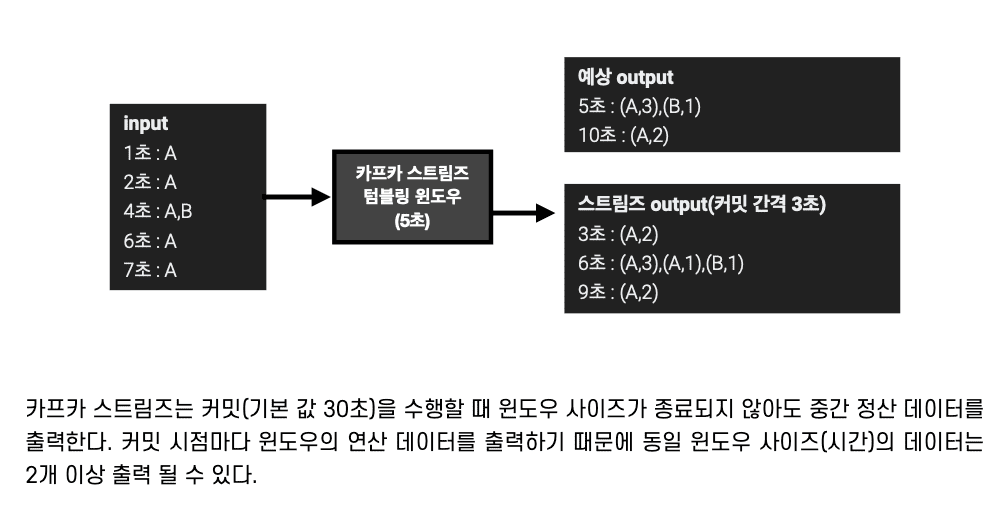 input
1초 : A
2초 : A
4초 : A,B
6초 : A
7초 : A
카프카 스트림즈
텀블링 윈도우
(5초)
예상 output
5초 : (A,3),(B,1)
10초 : (A,2)
스트림즈 output(커밋 간격 3초)
3초 : (A,2)
6초 : (A,3),(A,1),(B,1)
9초 : (A,2)
카프카 스트림즈는 커밋(기본 값 30초)을 수행할 때 윈도우 사이즈가 종료되지 않아도 중간 정산 데이터를
출력한다. 커밋 시점마다 윈도우의 연산 데이터를 출력하기 때문에 동일 윈도우 사이즈(시간)의 데이터는
2개 이상 출력 될 수 있다.